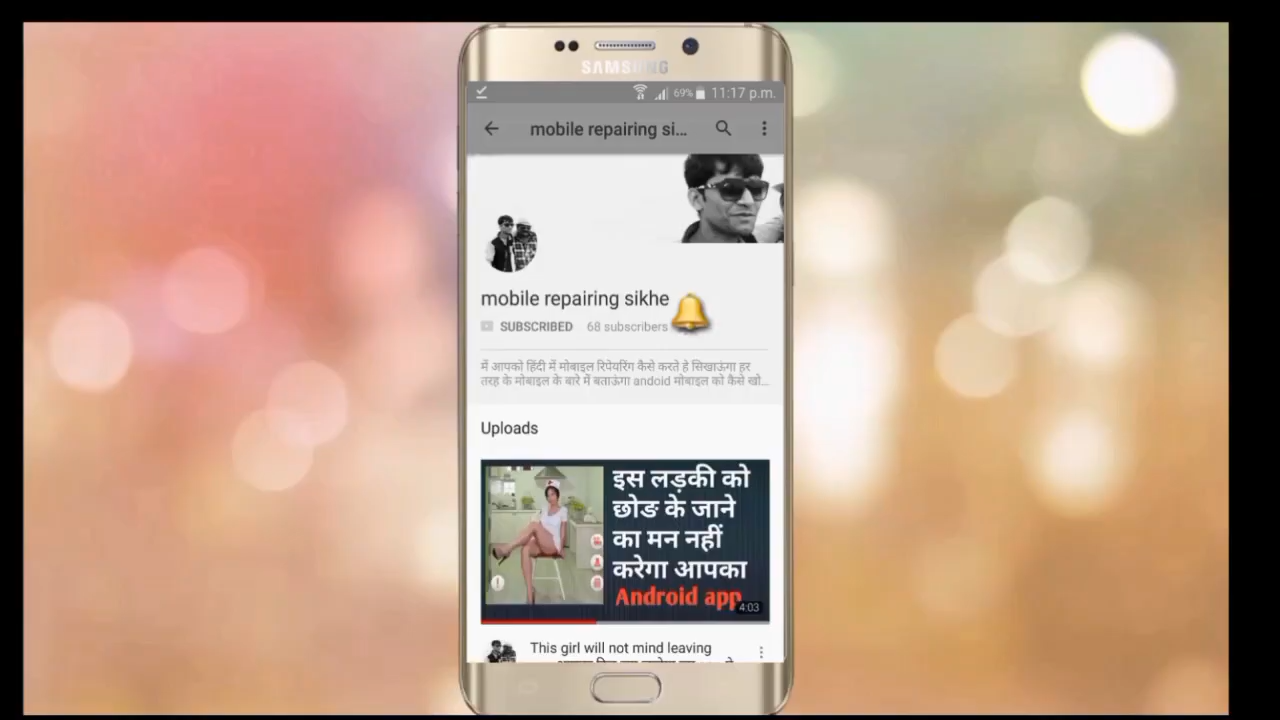 SAMSUNG
69% 11:17 p.m.
mobile repairing si...
mobile repairing sikhe
SUBSCRIBED 68 subscribers
में आपको हिंदी में मोबाइल रिपेयरिंग कैसे करते हे सिखाऊंगा हर
तरह के मोबाइल के बारे में बताऊंगा andoid मोबाइल को कैसे खो...
Uploads
इस लड़की को
छोड के जाने
का मन नहीं
करेगा आपका
Android app
4:03
This girl will not mind leaving